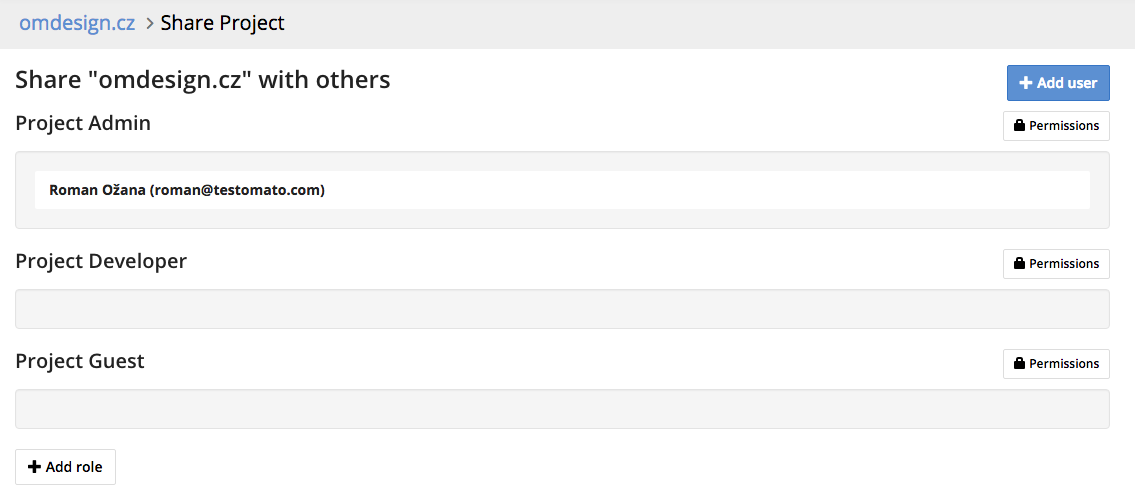 omdesign.cz > Share Project
Share "omdesign.cz" with others
Add user
Project Admin
Permissions
Roman Ožana (roman@testomato.com)
Project Developer
Permissions
Project Guest
Permissions
Add role